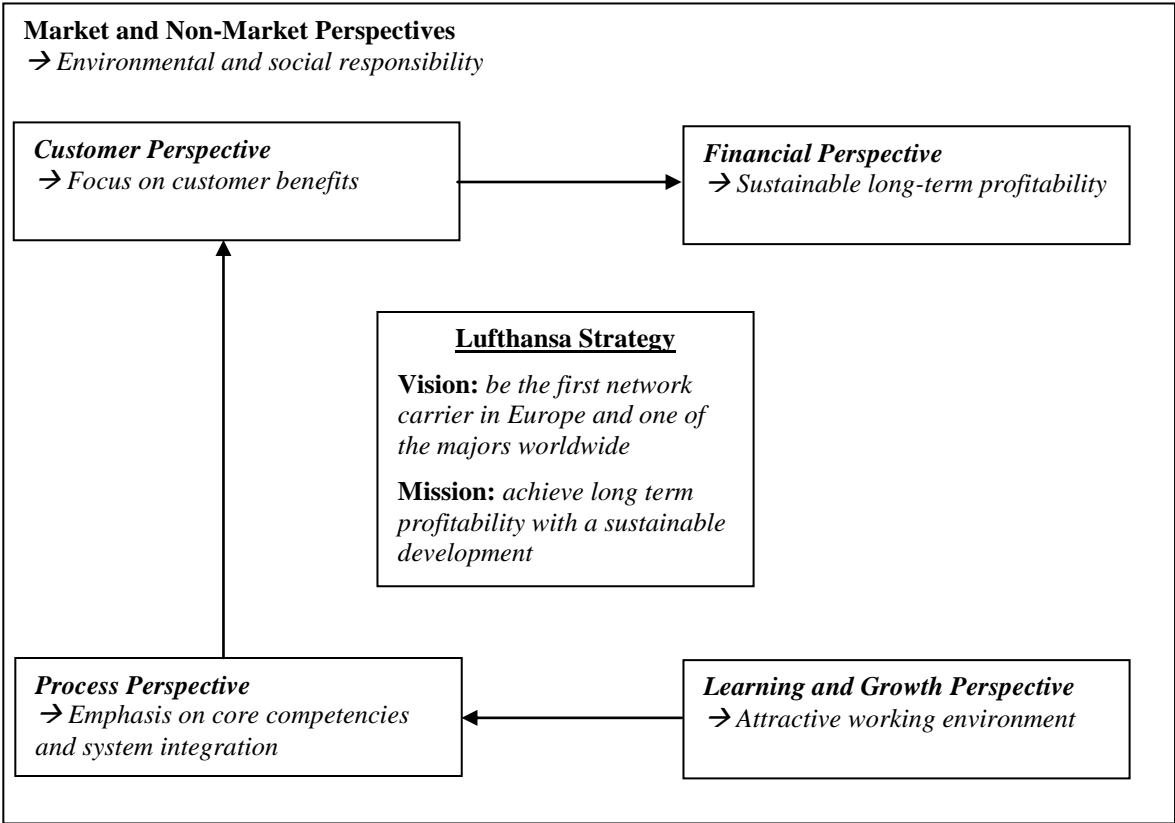 Market and Non-Market Perspectives
→ Environmental and social responsibility
Customer Perspective
→ Focus on customer benefits
Financial Perspective
→ Sustainable long-term profitability
Lufthansa Strategy
Vision: be the first network
carrier in Europe and one of
the majors worldwide
Mission: achieve long term
profitability with a sustainable
development
Process Perspective
→ Emphasis on core competencies
and system integration
Learning and Growth Perspective
→ Attractive working environment